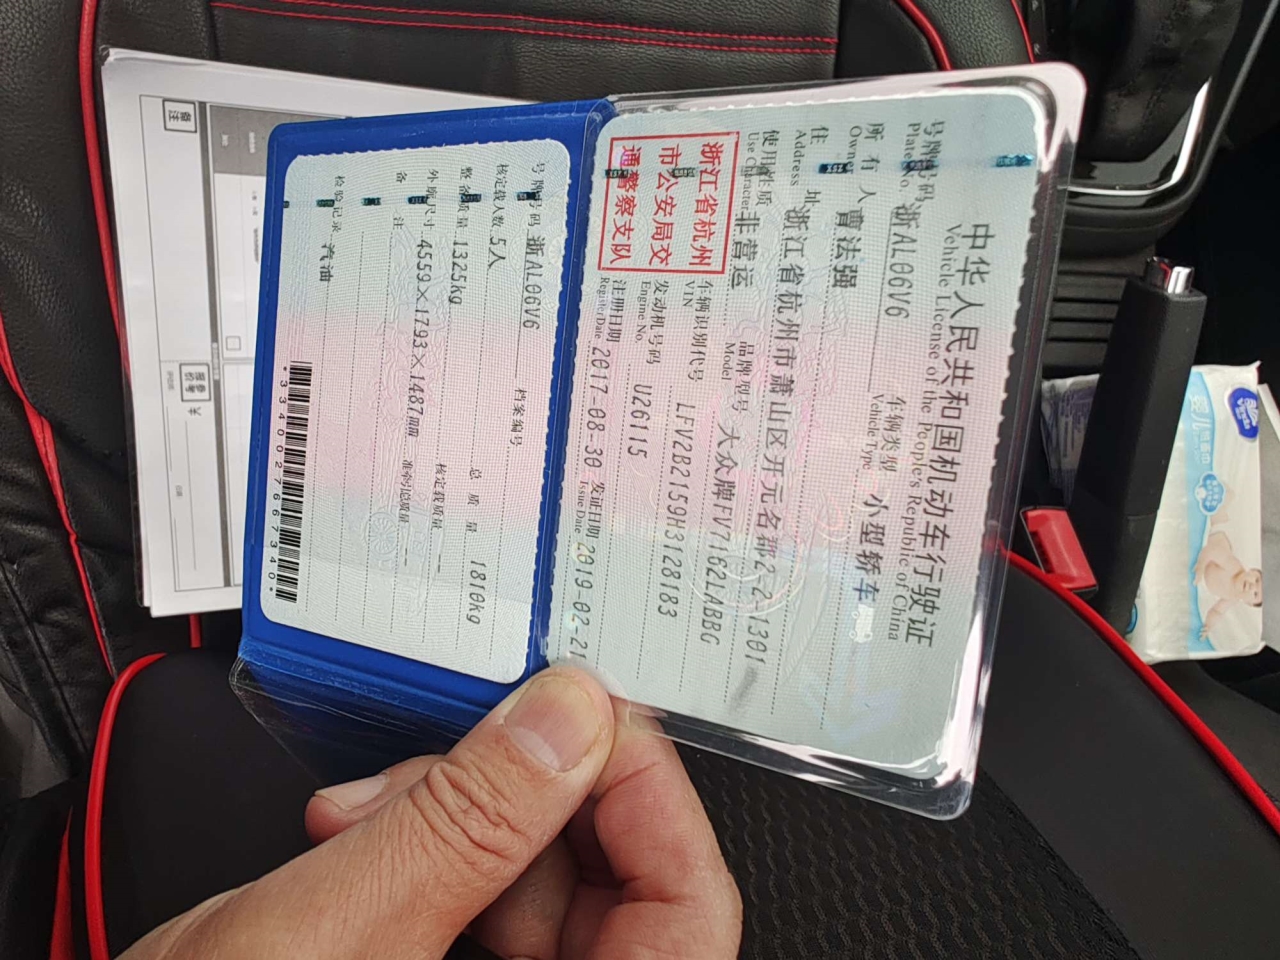 中华人民共和国机动车行驶证
Vehicle License of the People's Republic of China
号牌号码 浙AL06V6 车辆类型 小型轿车
Plate No. Vehicle Type
所有人 曹法强
Owner
住址 浙江省杭州市萧山区开元名都2-2-1301
Address
使用性质 非营运 品牌型号 大众牌FV7162LABBG
Use Character Model
浙江省杭州
市公安局交
通警察支队
车辆识别代号 LFV2B2159H3128183
VIN
发动机号码 U26115
Engine No.
注册日期 2017-08-30 发证日期 2019-02-21
Register Date Issue Date
号牌号码 浙AL06V6 档案编号
核定载人数 5人 总质量 1810kg
整备质量 1325kg 核定载质量 --
外廓尺寸 4559×1793×1487mm 准牵引总质量 --
备注
检验记录 汽油
*3340027667340*
备注
Vinda
婴儿